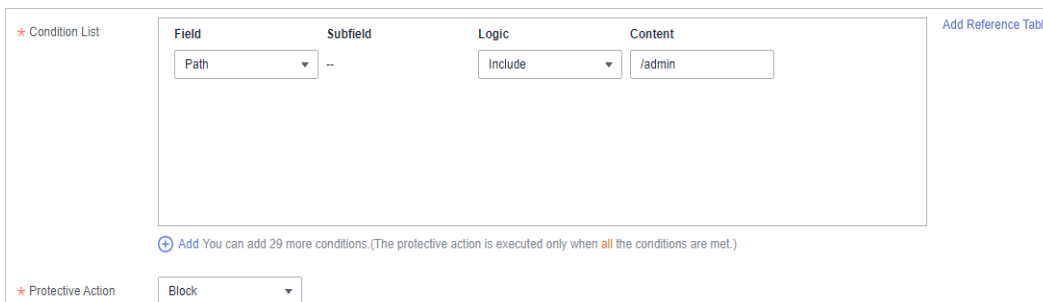 * Condition List
Field Subfield Logic Content
Add Reference Tabl
Path -- Include /admin
Add You can add 29 more conditions.(The protective action is executed only when all the conditions are met.)
* Protective Action Block